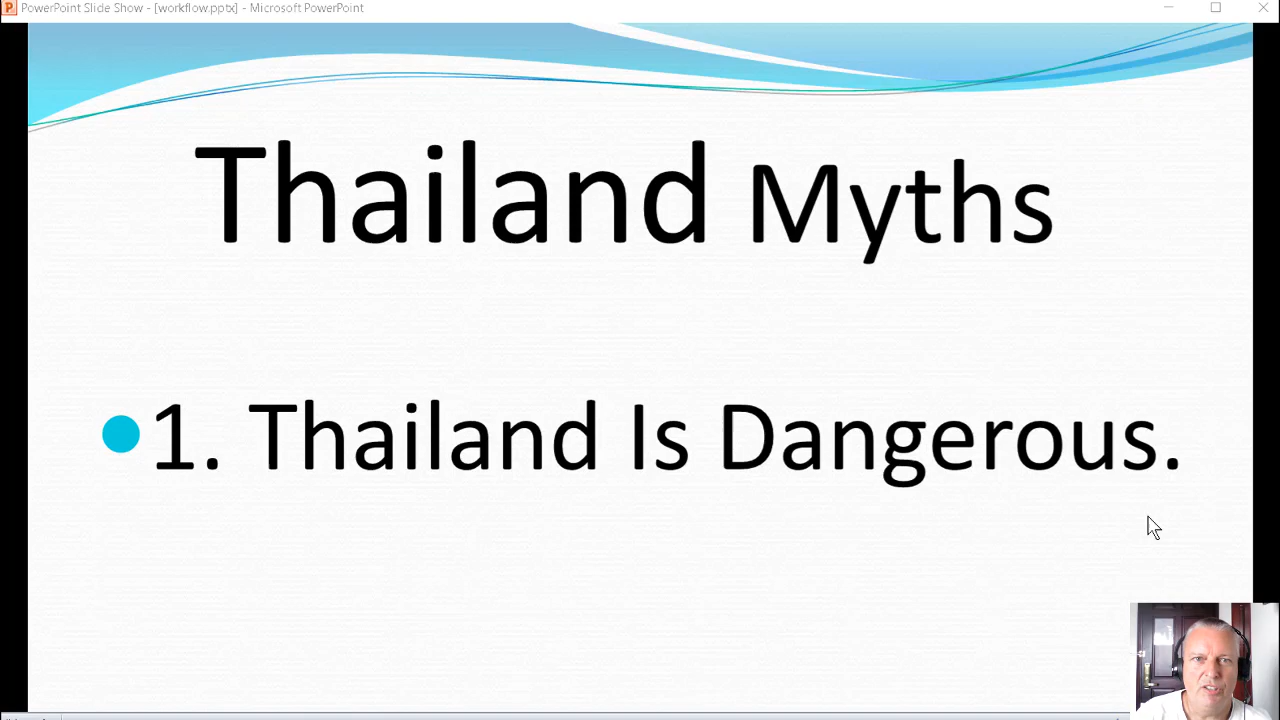 PowerPoint Slide Show - [workflow.pptx] - Microsoft PowerPoint
Thailand Myths
1. Thailand Is Dangerous.